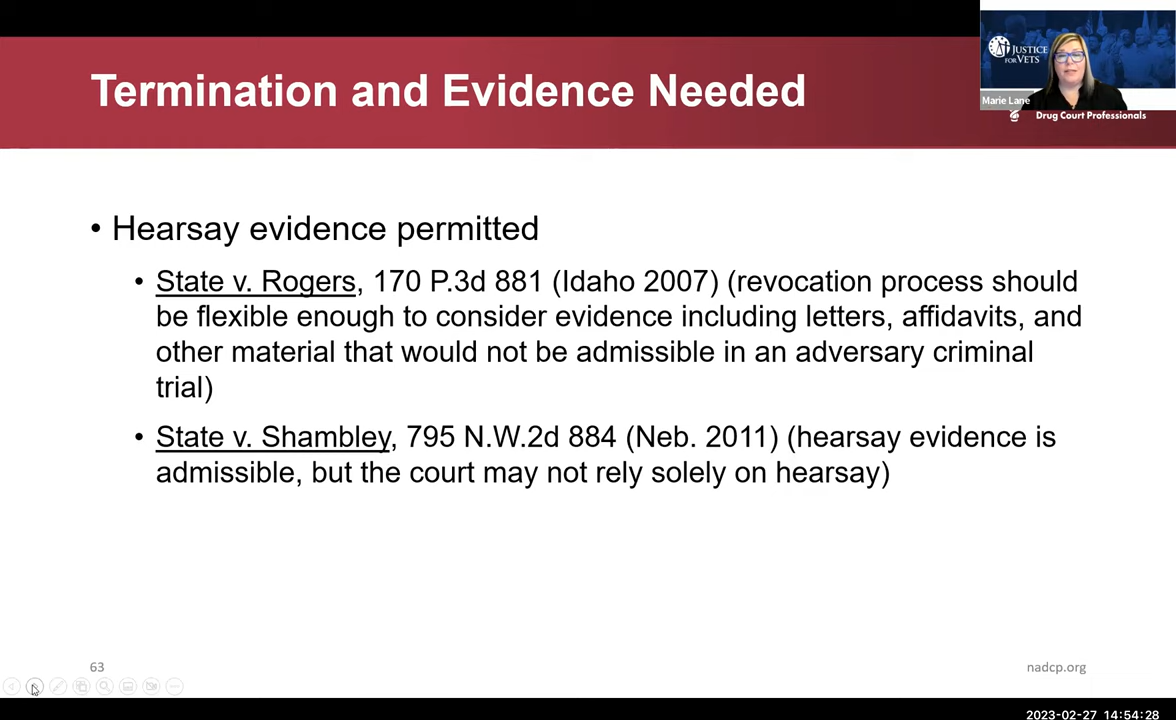 Termination and Evidence Needed
JUSTICE
FOR VETS
Marie Lane
Drug Court Professionals
• Hearsay evidence permitted
• State v. Rogers, 170 P.3d 881 (Idaho 2007) (revocation process should
be flexible enough to consider evidence including letters, affidavits, and
other material that would not be admissible in an adversary criminal
trial)
• State v. Shambley, 795 N.W.2d 884 (Neb. 2011) (hearsay evidence is
admissible, but the court may not rely solely on hearsay)
63
nadcp.org
2023-02-27 14:54:28